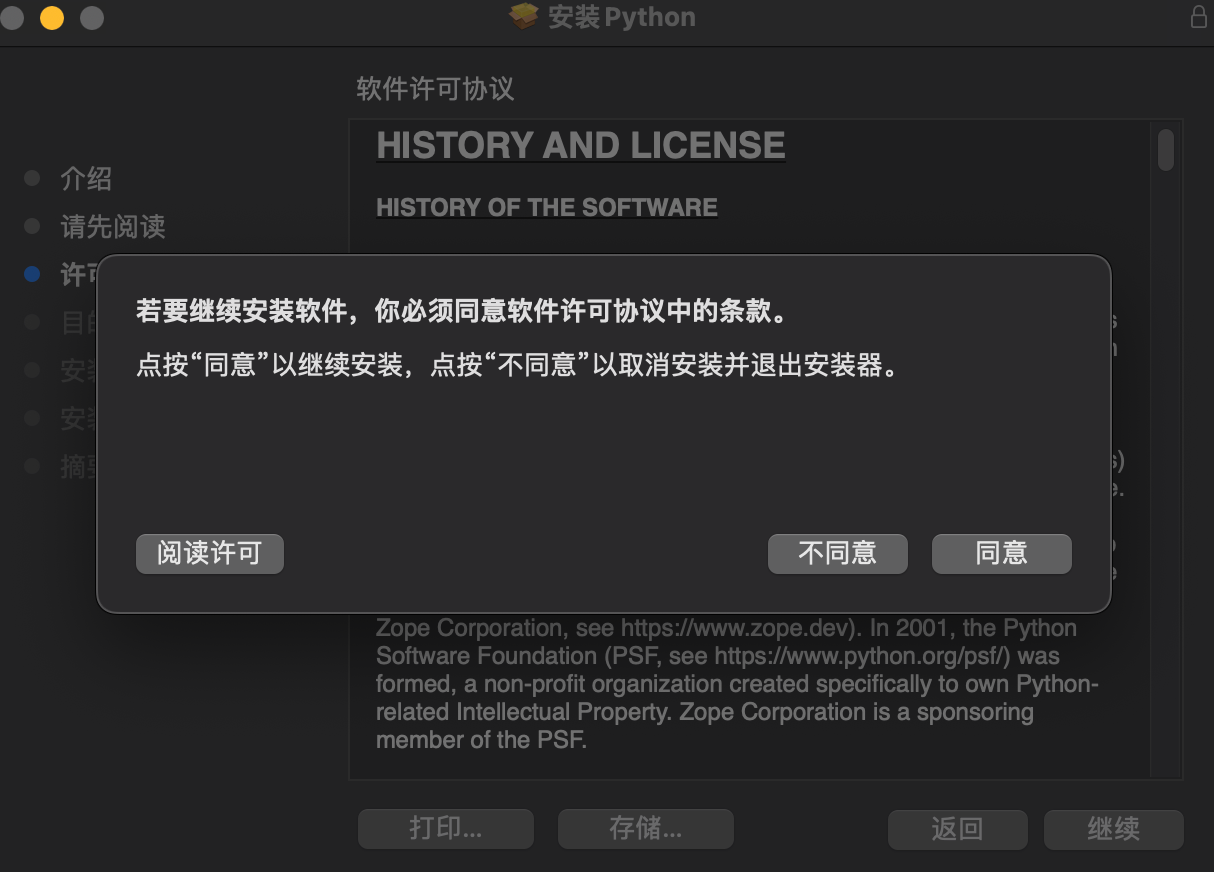 安装Python
软件许可协议
介绍
请先阅读
许
HISTORY AND LICENSE
HISTORY OF THE SOFTWARE
若要继续安装软件，你必须同意软件许可协议中的条款。
点按“同意”以继续安装，点按“不同意”以取消安装并退出安装器。
阅读许可
不同意
同意
目
安
安
摘
Zope Corporation, see https://www.zope.dev). In 2001, the Python
Software Foundation (PSF, see https://www.python.org/psf/) was
formed, a non-profit organization created specifically to own Python-
related Intellectual Property. Zope Corporation is a sponsoring
member of the PSF.
打印...
存储...
返回
继续